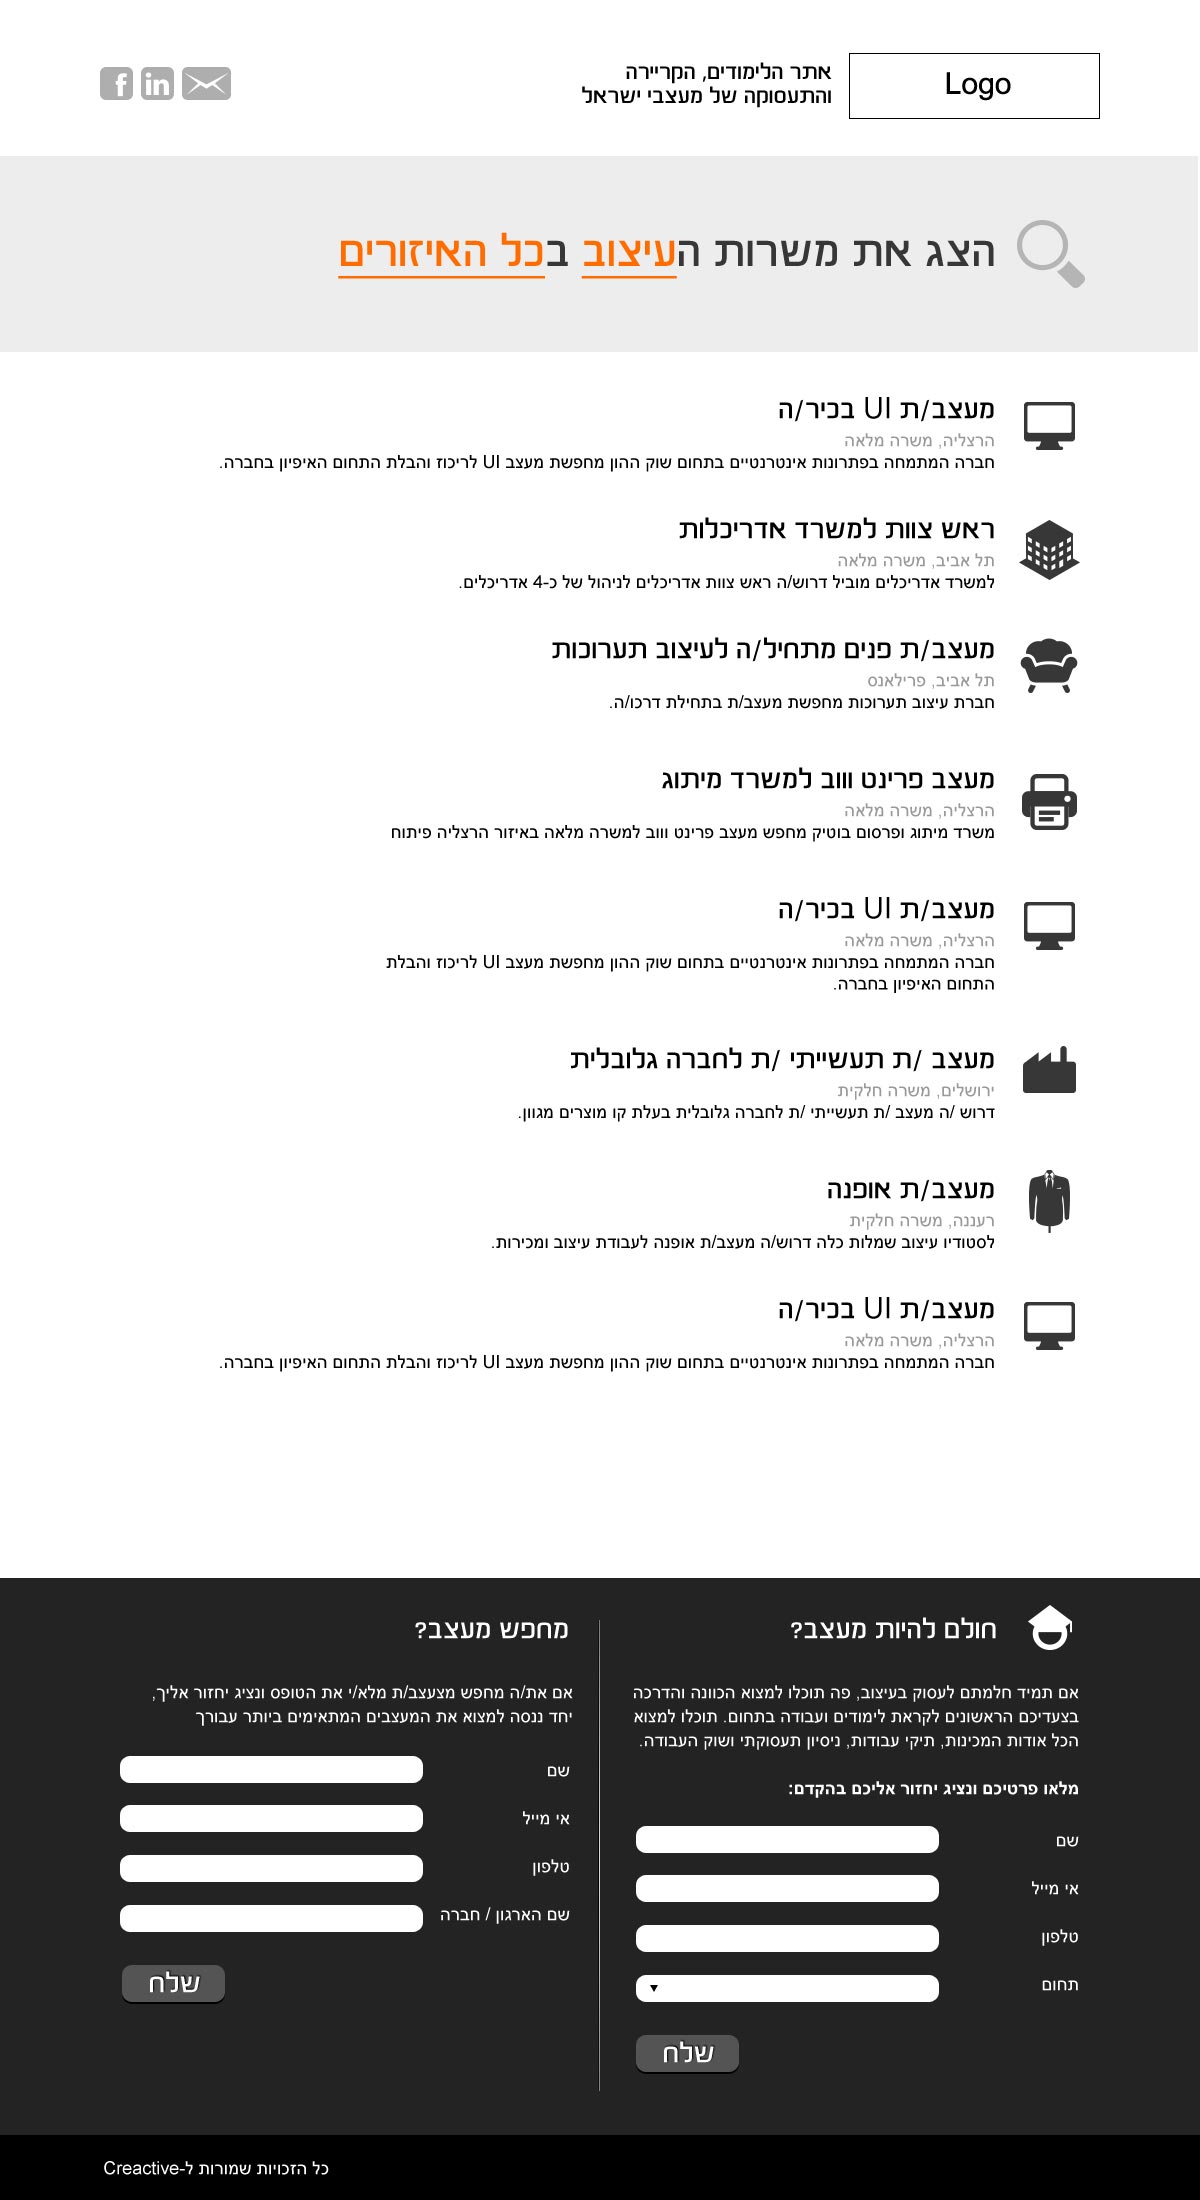 Logo
אתר הלימודים, הקריירה
והתעסוקה של מעצבי ישראל
in
f
הצג את משרות העיצוב בכל האיזורים
מעצב/ת UI בכיר/ה
הרצליה, משרה מלאה
חברה המתמחה בפתרונות אינטרנטיים בתחום שוק ההון מחפשת מעצב UI לריכוז והבלת התחום האיפיון בחברה.
ראש צוות למשרד אדריכלות
תל אביב, משרה מלאה
למשרד אדריכלים מוביל דרוש/ה ראש צוות אדריכלים לניהול של כ-4 אדריכלים.
מעצב/ת פנים מתחיל/ה לעיצוב תערוכות
תל אביב, פרילאנס
חברת עיצוב תערוכות מחפשת מעצב/ת בתחילת דרכו/ה.
מעצב פרינט וווב למשרד מיתוג
הרצליה, משרה מלאה
משרד מיתוג ופרסום בוטיק מחפש מעצב פרינט וווב למשרה מלאה באיזור הרצליה פיתוח
מעצב/ת UI בכיר/ה
הרצליה, משרה מלאה
חברה המתמחה בפתרונות אינטרנטיים בתחום שוק ההון מחפשת מעצב UI לריכוז והבלת
התחום האיפיון בחברה.
מעצב /ת תעשייתי /ת לחברה גלובלית
ירושלים, משרה חלקית
דרוש /ה מעצב /ת תעשייתי /ת לחברה גלובלית בעלת קו מוצרים מגוון.
מעצב/ת אופנה
רעננה, משרה חלקית
לסטודיו עיצוב שמלות כלה דרוש/ה מעצב/ת אופנה לעבודת עיצוב ומכירות.
מעצב/ת UI בכיר/ה
הרצליה, משרה מלאה
חברה המתמחה בפתרונות אינטרנטיים בתחום שוק ההון מחפשת מעצב UI לריכוז והבלת התחום האיפיון בחברה.
חולם להיות מעצב?
אם תמיד חלמתם לעסוק בעיצוב, פה תוכלו למצוא הכוונה והדרכה
בצעדיכם הראשונים לקראת לימודים ועבודה בתחום. תוכלו למצוא
הכל אודות המכינות, תיקי עבודות, ניסיון תעסוקתי ושוק העבודה.
מלאו פרטיכם ונציג יחזור אליכם בהקדם:
שם
אי מייל
טלפון
תחום
שלח
מחפש מעצב?
אם את/ה מחפש מצעצב/ת מלא/י את הטופס ונציג יחזור אליך,
יחד ננסה למצוא את המעצבים המתאימים ביותר עבורך
שם
אי מייל
טלפון
שם הארגון / חברה
שלח
כל הזכויות שמורות ל-Creactive